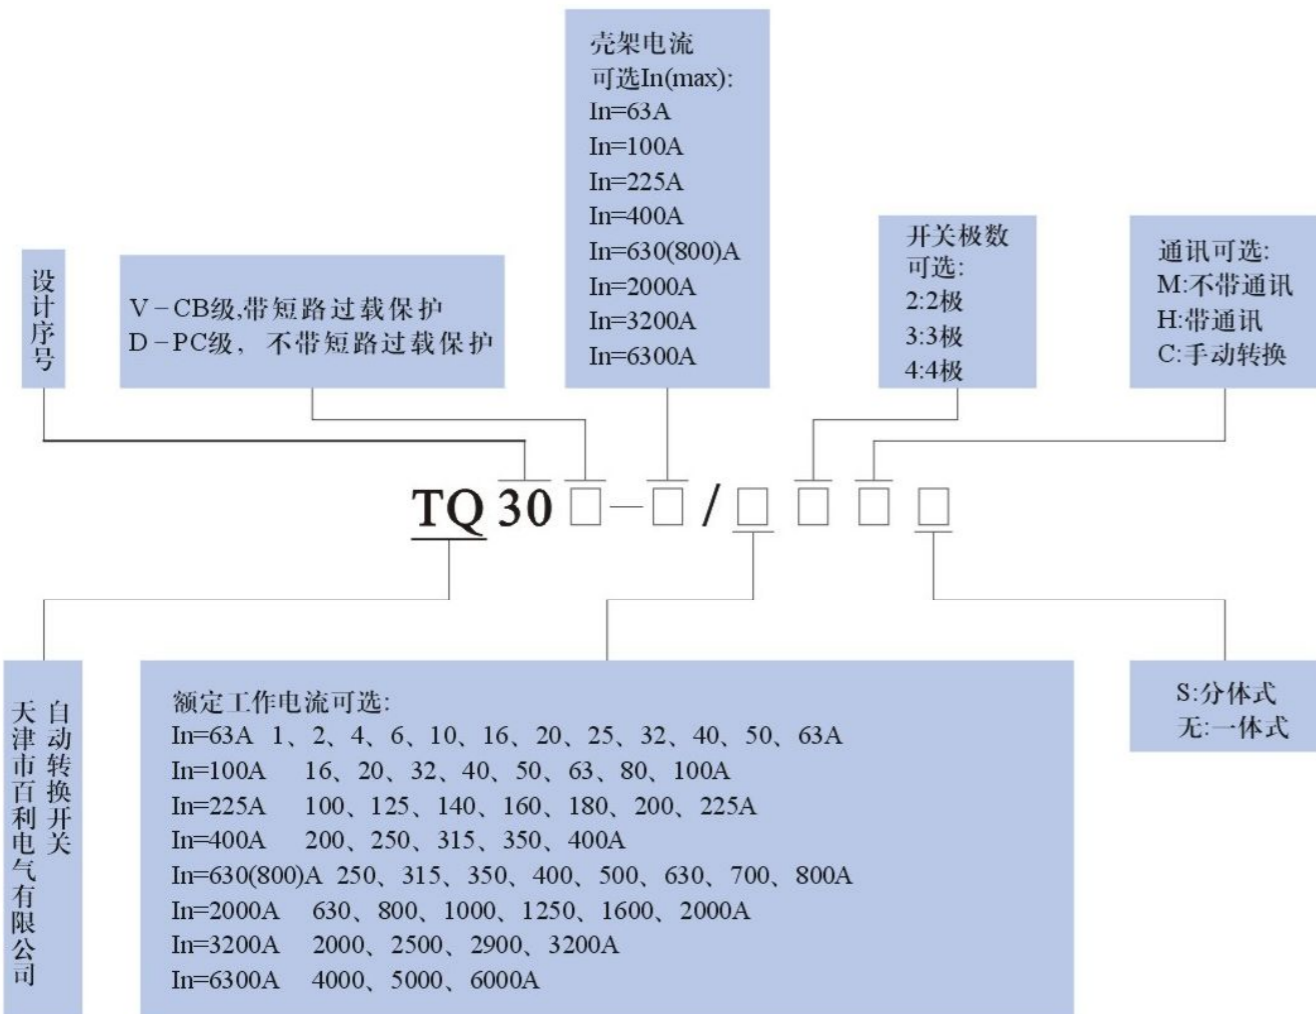 壳架电流
可选In(max):
In=63A
In=100A
In=225A
In=400A
In=630(800)A
In=2000A
In=3200A
In=6300A
设计序号
V-CB级,带短路过载保护
D-PC级, 不带短路过载保护
开关极数
可选:
2:2极
3:3极
4:4极
通讯可选:
M:不带通讯
H:带通讯
C:手动转换
TQ30□-□/□□□□
自动转换开关
天津市百利电气有限公司
额定工作电流可选:
In=63A 1、2、4、6、10、16、20、25、32、40、50、63A
In=100A 16、20、32、40、50、63、80、100A
In=225A 100、125、140、160、180、200、225A
In=400A 200、250、315、350、400A
In=630(800)A 250、315、350、400、500、630、700、800A
In=2000A 630、800、1000、1250、1600、2000A
In=3200A 2000、2500、2900、3200A
In=6300A 4000、5000、6000A
S:分体式
无:一体式